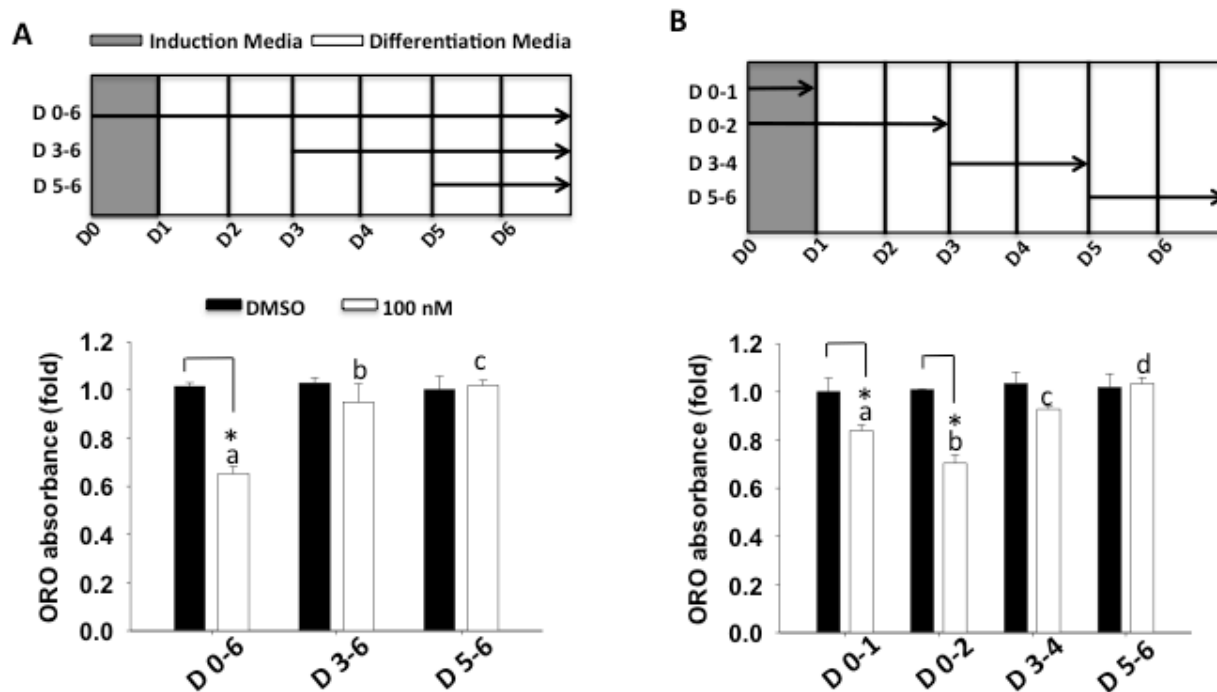 A
Induction Media Differentiation Media
D 0-6
D 3-6
D 5-6
D0 D1 D2 D3 D4 D5 D6
DMSO 100 nM
ORO absorbance (fold)
1.2
1.0
0.8
0.6
0.4
0.2
0.0
* a b c
D 0-6 D 3-6 D 5-6
B
D 0-1
D 0-2
D 3-4
D 5-6
D0 D1 D2 D3 D4 D5 D6
ORO absorbance (fold)
1.2
1.0
0.8
0.6
0.4
0.2
0.0
* a * b c d
D 0-1 D 0-2 D 3-4 D 5-6